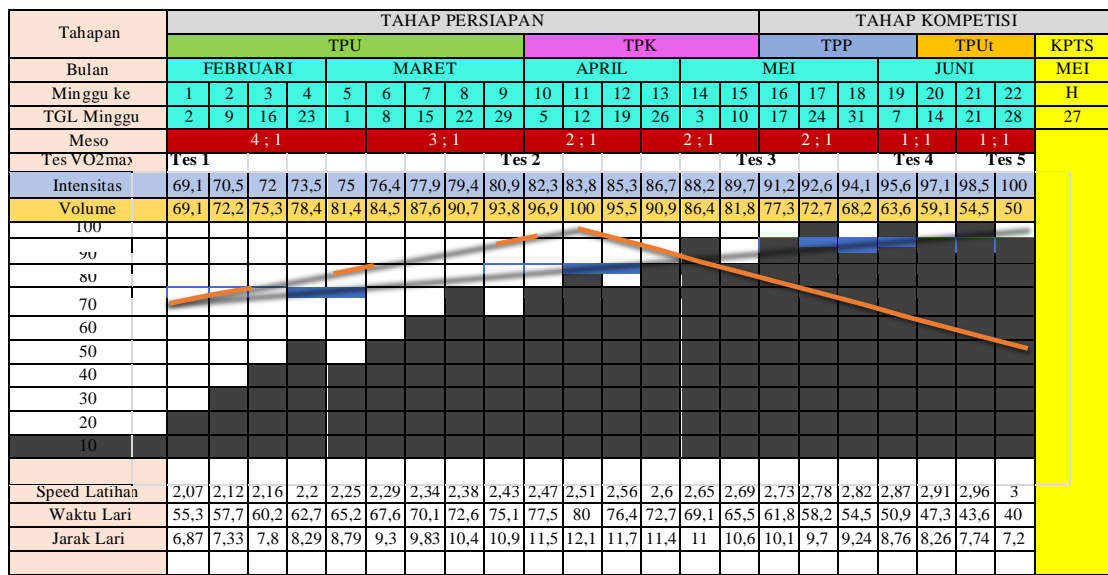 Tahapan TAHAP PERSIAPAN TAHAP KOMPETISI
TPU TPK TPP TPUt KPTS
Bulan FEBRUARI MARET APRIL MEI JUNI MEI
Minggu ke 1 2 3 4 5 6 7 8 9 10 11 12 13 14 15 16 17 18 19 20 21 22 H
TGL Minggu 2 9 16 23 1 8 15 22 29 5 12 19 26 3 10 17 24 31 7 14 21 28 27
Meso 4 ; 1 3 ; 1 2 ; 1 2 ; 1 2 ; 1 1 ; 1 1 ; 1
Tes VO2max Tes 1 Tes 2 Tes 3 Tes 4 Tes 5
Intensitas 69,1 70,5 72 73,5 75 76,4 77,9 79,4 80,9 82,3 83,8 85,3 86,7 88,2 89,7 91,2 92,6 94,1 95,6 97,1 98,5 100
Volume 69,1 72,2 75,3 78,4 81,4 84,5 87,6 90,7 93,8 96,9 100 95,5 90,9 86,4 81,8 77,3 72,7 68,2 63,6 59,1 54,5 50
100
90
80
70
60
50
40
30
20
10
Speed Latihan 2,07 2,12 2,16 2,2 2,25 2,29 2,34 2,38 2,43 2,47 2,51 2,56 2,6 2,65 2,69 2,73 2,78 2,82 2,87 2,91 2,96 3
Waktu Lari 55,3 57,7 60,2 62,7 65,2 67,6 70,1 72,6 75,1 77,5 80 76,4 72,7 69,1 65,5 61,8 58,2 54,5 50,9 47,3 43,6 40
Jarak Lari 6,87 7,33 7,8 8,29 8,79 9,3 9,83 10,4 10,9 11,5 12,1 11,7 11,4 11 10,6 10,1 9,7 9,24 8,76 8,26 7,74 7,2